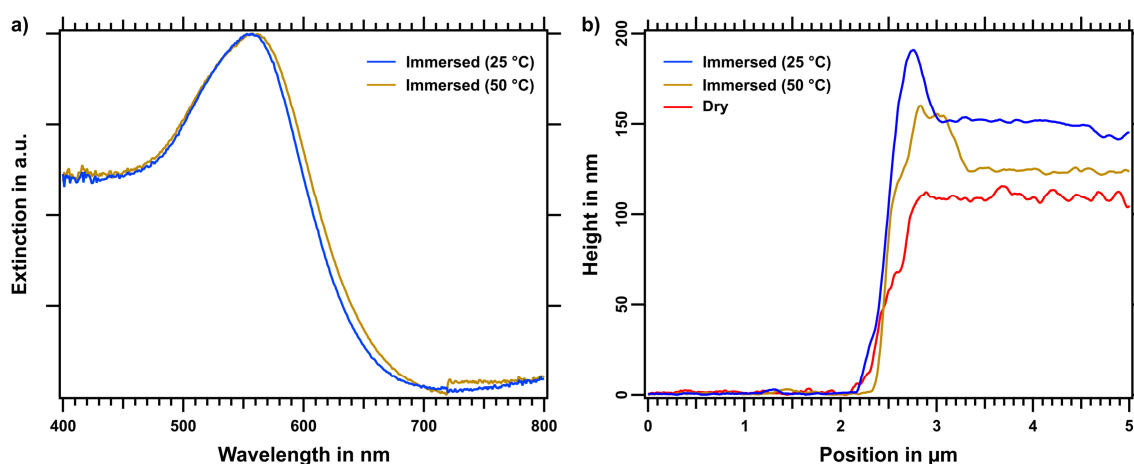 a)
Extinction in a.u.
Immersed (25 °C)
Immersed (50 °C)
400
500
600
700
800
Wavelength in nm
b)
Height in nm
200
150
100
50
0
Immersed (25 °C)
Immersed (50 °C)
Dry
0
1
2
3
4
5
Position in µm